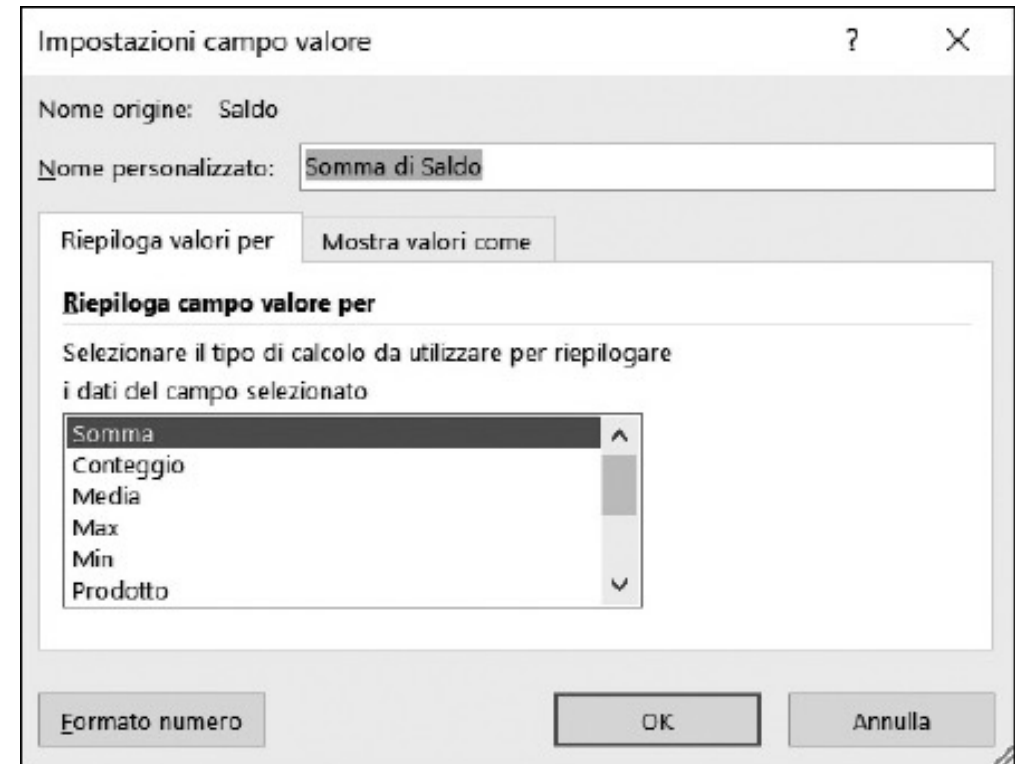 Impostazioni campo valore ? ×
Nome origine: Saldo
Nome personalizzato: Somma di Saldo
Riepiloga valori per Mostra valori come
Riepiloga campo valore per
Selezionare il tipo di calcolo da utilizzare per riepilogare
i dati del campo selezionato
Somma
Conteggio
Media
Max
Min
Prodotto
Formato numero OK Annulla